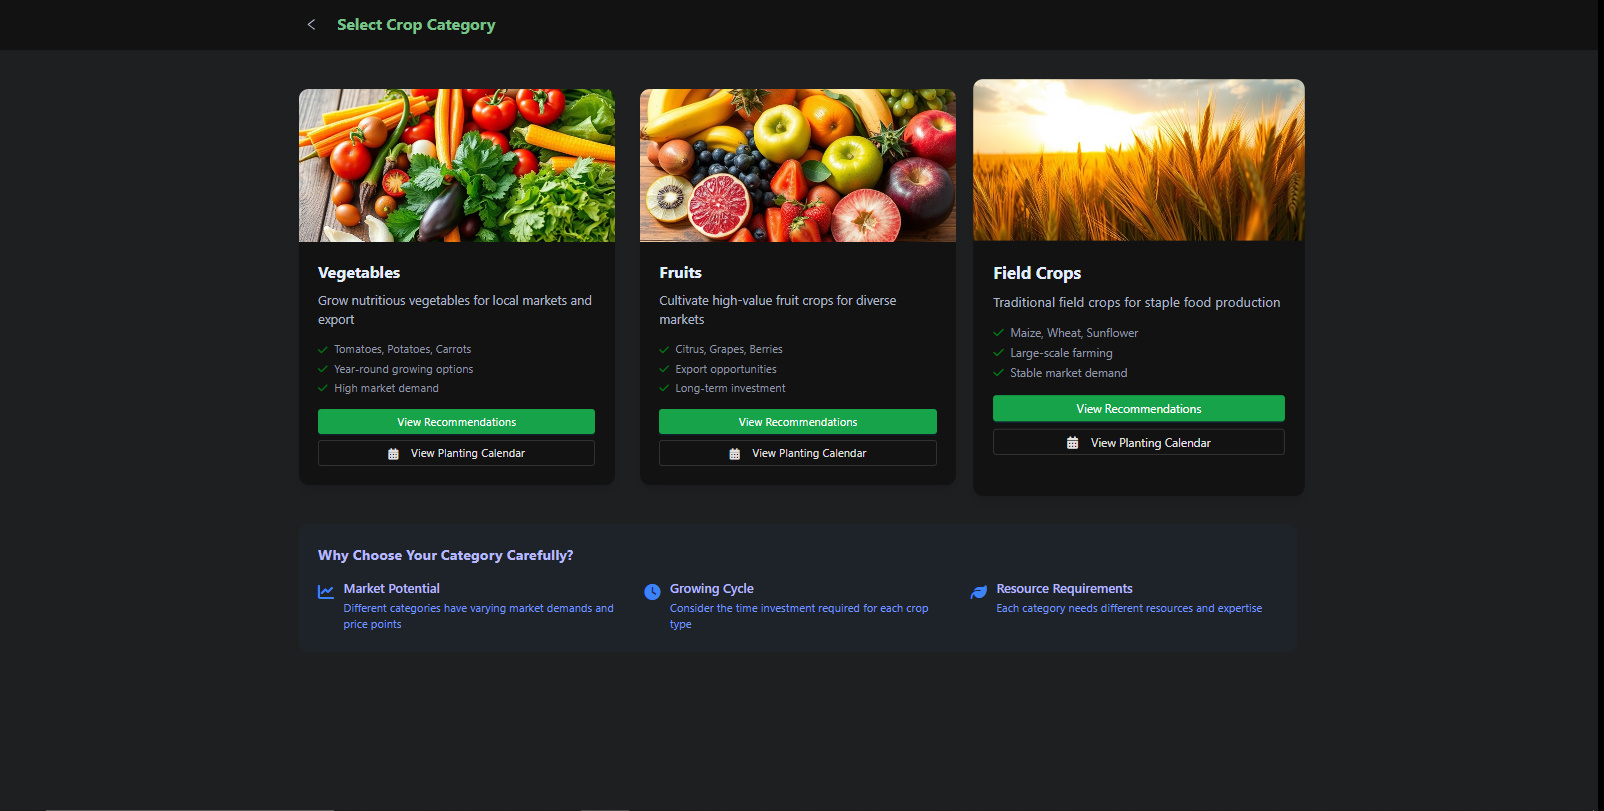 Select Crop Category
Vegetables
Grow nutritious vegetables for local markets and
export
Tomatoes, Potatoes, Carrots
Year-round growing options
High market demand
View Recommendations
View Planting Calendar
Fruits
Cultivate high-value fruit crops for diverse
markets
Citrus, Grapes, Berries
Export opportunities
Long-term investment
View Recommendations
View Planting Calendar
Field Crops
Traditional field crops for staple food production
Maize, Wheat, Sunflower
Large-scale farming
Stable market demand
View Recommendations
View Planting Calendar
Why Choose Your Category Carefully?
Market Potential
Different categories have varying market demands and
price points
Growing Cycle
Consider the time investment required for each crop
type
Resource Requirements
Each category needs different resources and expertise